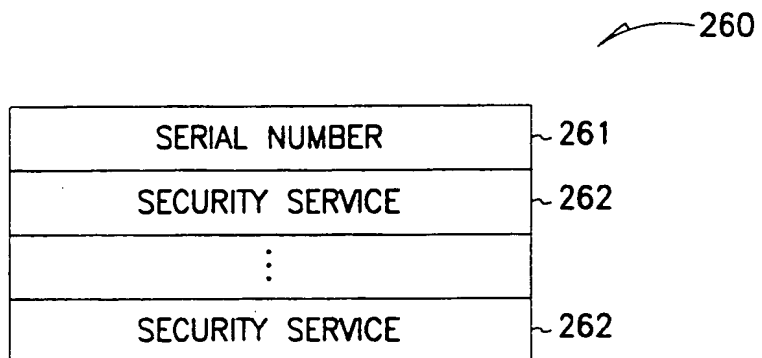 260
SERIAL NUMBER 261
SECURITY SERVICE 262
⋮
SECURITY SERVICE 262